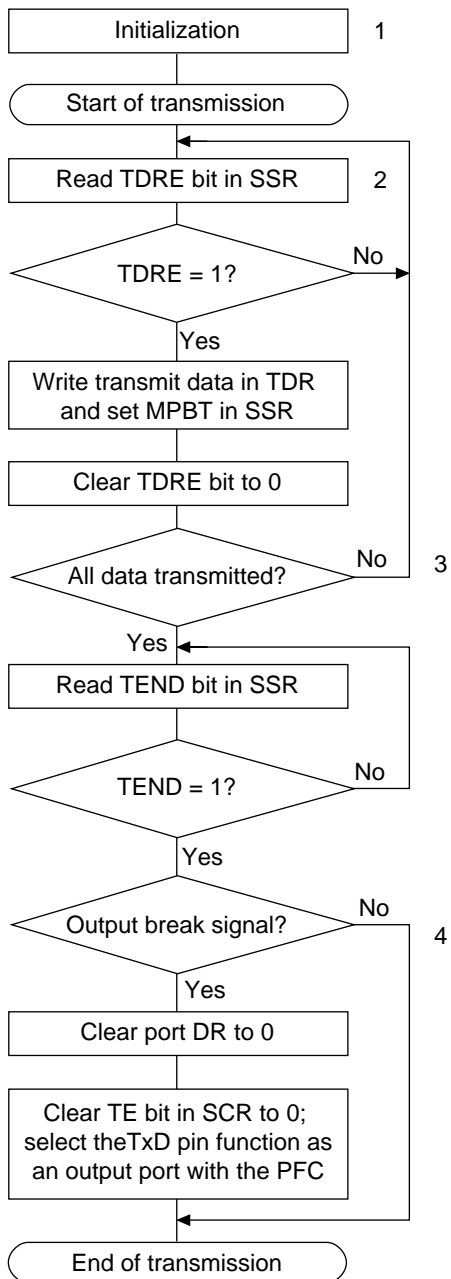 Initialization
1
Start of transmission
Read TDRE bit in SSR
2
TDRE = 1?
No
Yes
Write transmit data in TDR
and set MPBT in SSR
Clear TDRE bit to 0
All data transmitted?
No
3
Yes
Read TEND bit in SSR
TEND = 1?
No
Yes
Output break signal?
No
4
Yes
Clear port DR to 0
Clear TE bit in SCR to 0;
select theTxD pin function as
an output port with the PFC
End of transmission